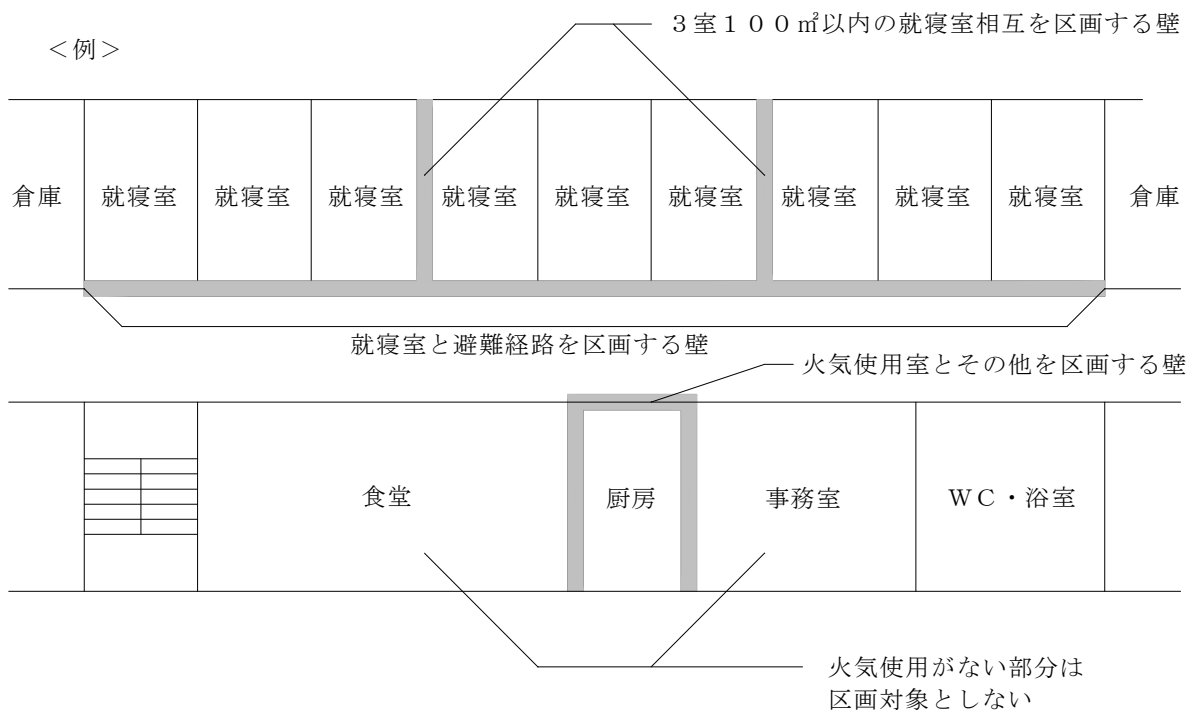 3室100㎡以内の就寝室相互を区画する壁
<例>
倉庫 就寝室 就寝室 就寝室 就寝室 就寝室 就寝室 就寝室 就寝室 就寝室 倉庫
就寝室と避難経路を区画する壁
火気使用室とその他を区画する壁
食堂 厨房 事務室 WC・浴室
火気使用がない部分は
区画対象としない